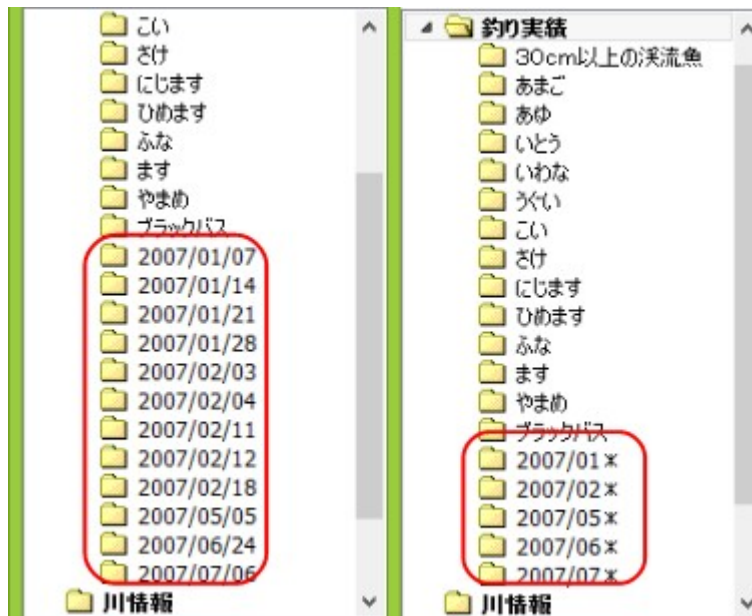 こい
さけ
にじます
ひめます
ふな
ます
やまめ
ブラックバス
2007/01/07
2007/01/14
2007/01/21
2007/01/28
2007/02/03
2007/02/04
2007/02/11
2007/02/12
2007/02/18
2007/05/05
2007/06/24
2007/07/06
川情報
釣り実績
30cm以上の渓流魚
あまご
あゆ
いとう
いわな
うぐい
こい
さけ
にじます
ひめます
ふな
ます
やまめ
ブラックバス
2007/01*
2007/02*
2007/05*
2007/06*
2007/07*
川情報